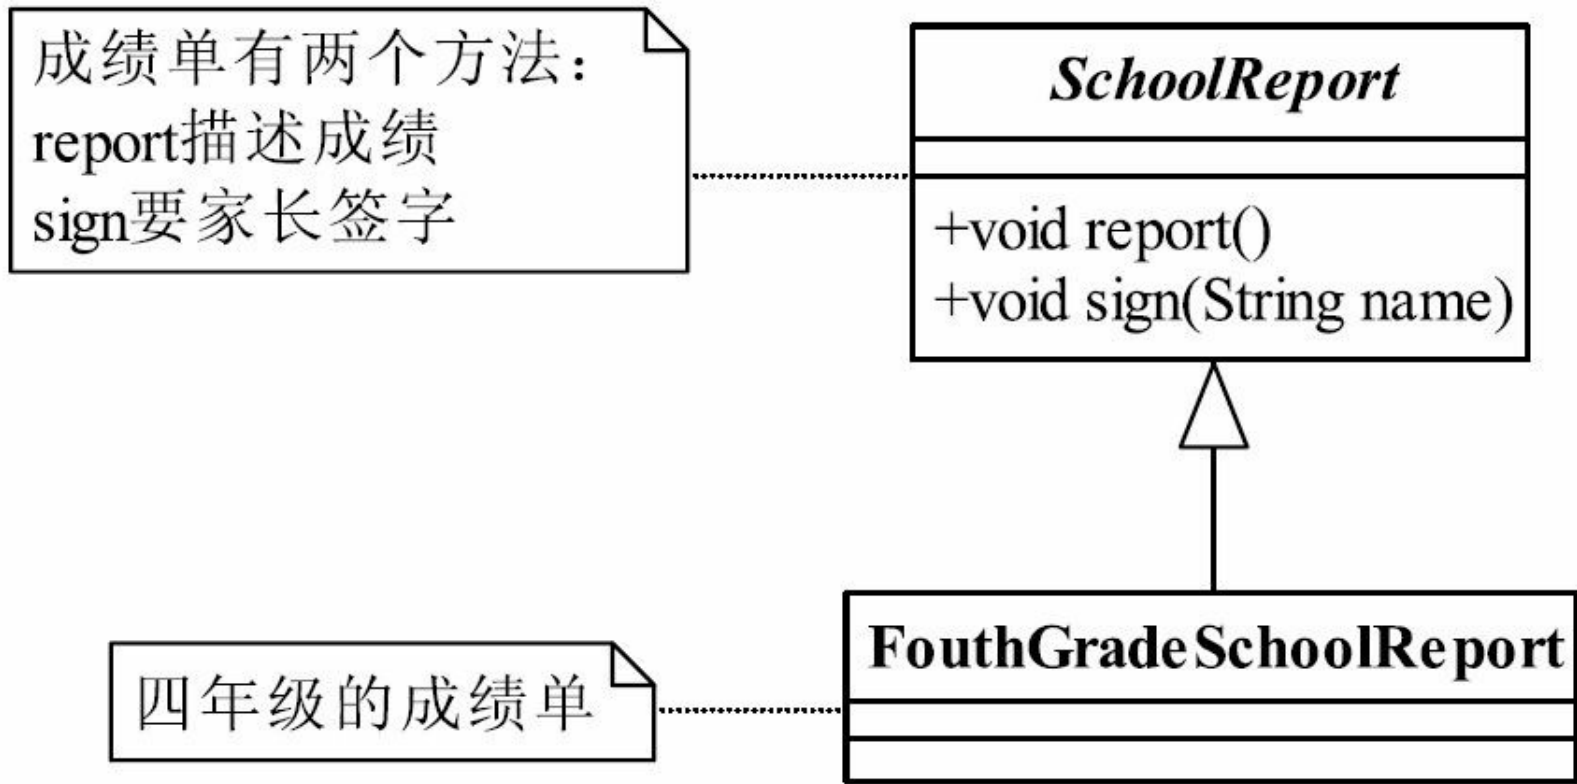 成绩单有两个方法：
report描述成绩
sign要家长签字
SchoolReport
+void report()
+void sign(String name)
四年级的成绩单
FouthGradeSchoolReport